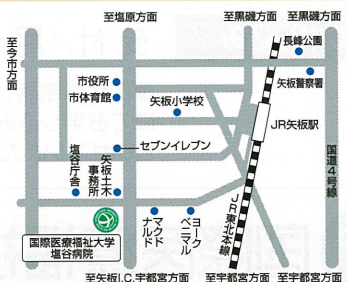 至塩原方面
至黒磯方面
至黒磯方面
至今市方面
長峰公園
市役所
市体育館
矢板小学校
矢板警察署
JR矢板駅
セブンイレブン
国道4号線
塩谷庁舎
矢板土木
事務所
JR東北本線
マクド
ナルド
ヨーク
ベニマル
国際医療福祉大学
塩谷病院
至矢板I.C.宇都宮方面
至宇都宮方面
至宇都宮方面